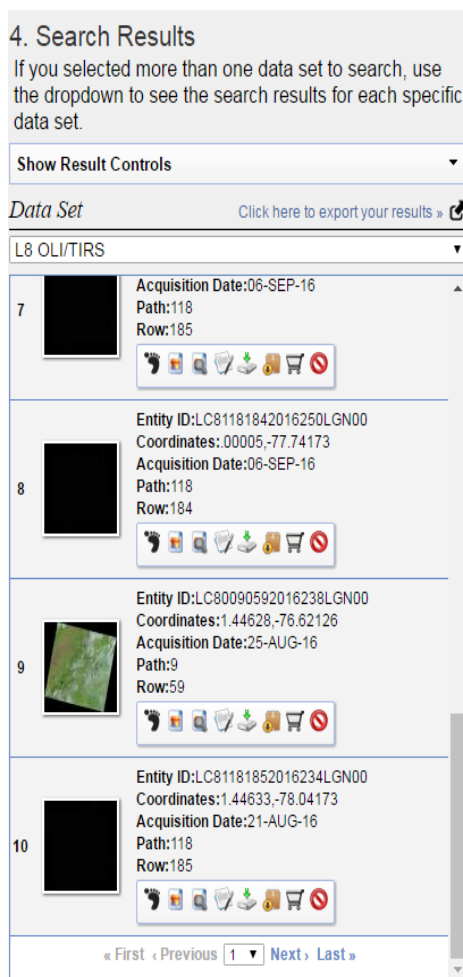 4. Search Results
If you selected more than one data set to search, use
the dropdown to see the search results for each specific
data set.
Show Result Controls
Data Set
Click here to export your results »
L8 OLI/TIRS
7
Acquisition Date:06-SEP-16
Path:118
Row:185
8
Entity ID:LC81181842016250LGN00
Coordinates:.00005,-77.74173
Acquisition Date:06-SEP-16
Path:118
Row:184
9
Entity ID:LC80090592016238LGN00
Coordinates:1.44628,-76.62126
Acquisition Date:25-AUG-16
Path:9
Row:59
10
Entity ID:LC81181852016234LGN00
Coordinates:1.44633,-78.04173
Acquisition Date:21-AUG-16
Path:118
Row:185
« First ‹ Previous 1 Next › Last »